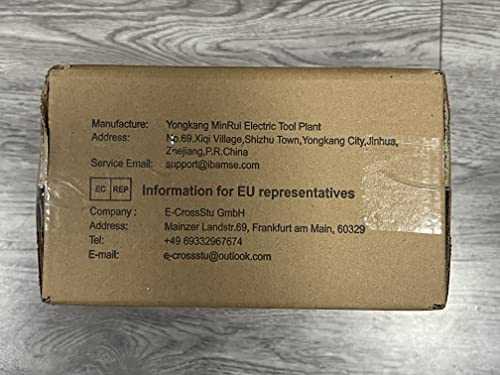 Manufacture: Yongkang MinRui Electric Tool Plant
Address: No.69,Xiqi Village,Shizhu Town,Yongkang City,Jinhua,
Zhejiang,P.R.China
Service Email: support@ibamse.com
EC REP Information for EU representatives
Company : E-CrossStu GmbH
Address: Mainzer Landstr.69, Frankfurt am Main, 60329
Tel: +49 69332967674
E-mail: e-crossstu@outlook.com